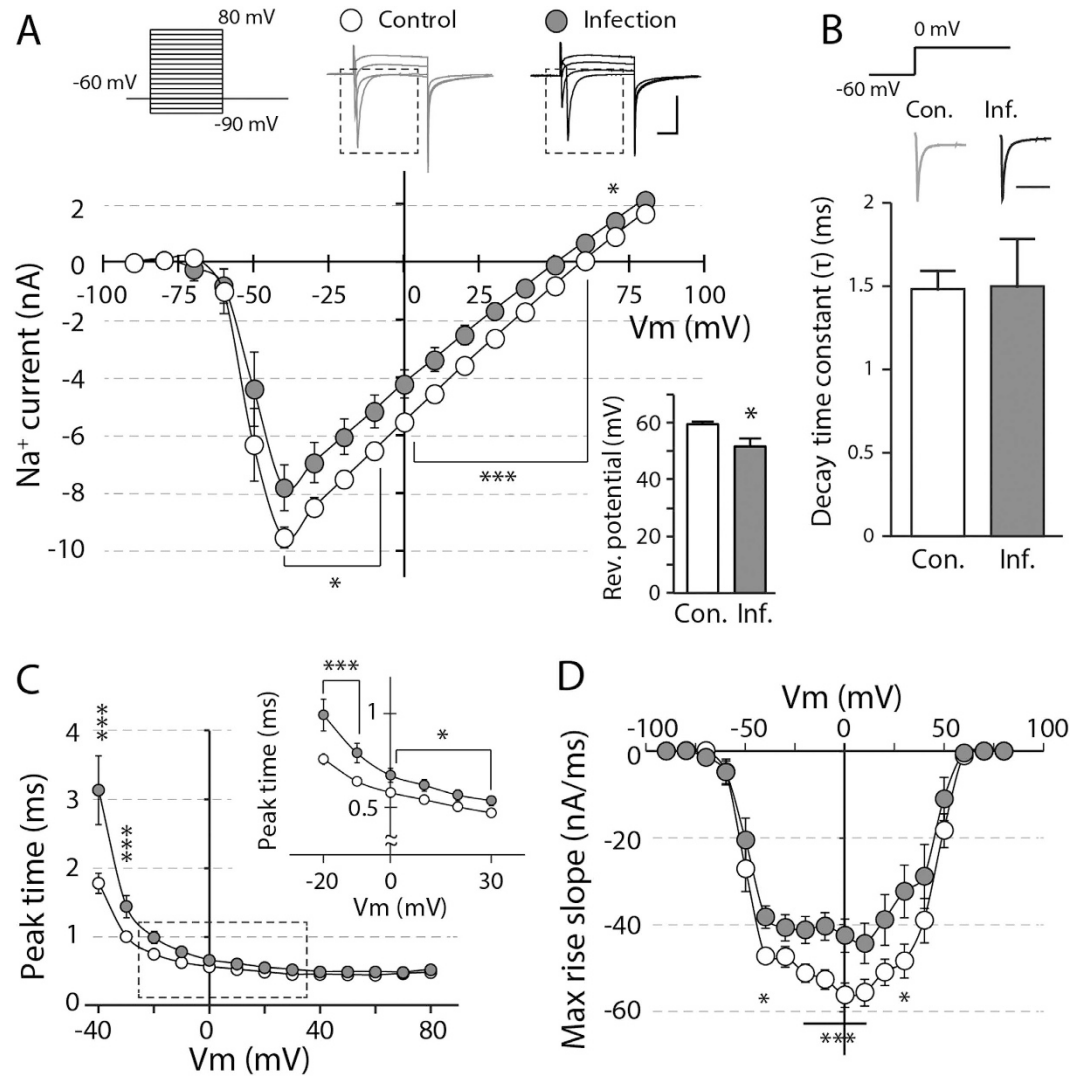 A
80 mV
-60 mV
-90 mV
Control
Infection
2
0
-2
-4
-6
-8
-10
-100
-75
-50
-25
0
25
50
75
100
Na⁺ current (nA)
Vm (mV)
*
*
***
Rev. potential (mV)
80
60
40
20
0
*
Con.
Inf.
B
0 mV
-60 mV
Con.
Inf.
Decay time constant (τ) (ms)
2
1.5
1
0.5
0
Con.
Inf.
C
Peak time (ms)
4
3
2
1
0
***
***
-40
0
40
80
Vm (mV)
Peak time (ms)
***
1
*
0.5
≈
-20
0
30
Vm (mV)
D
Vm (mV)
-100
-50
0
50
100
Max rise slope (nA/ms)
0
-20
-40
-60
*
*
***